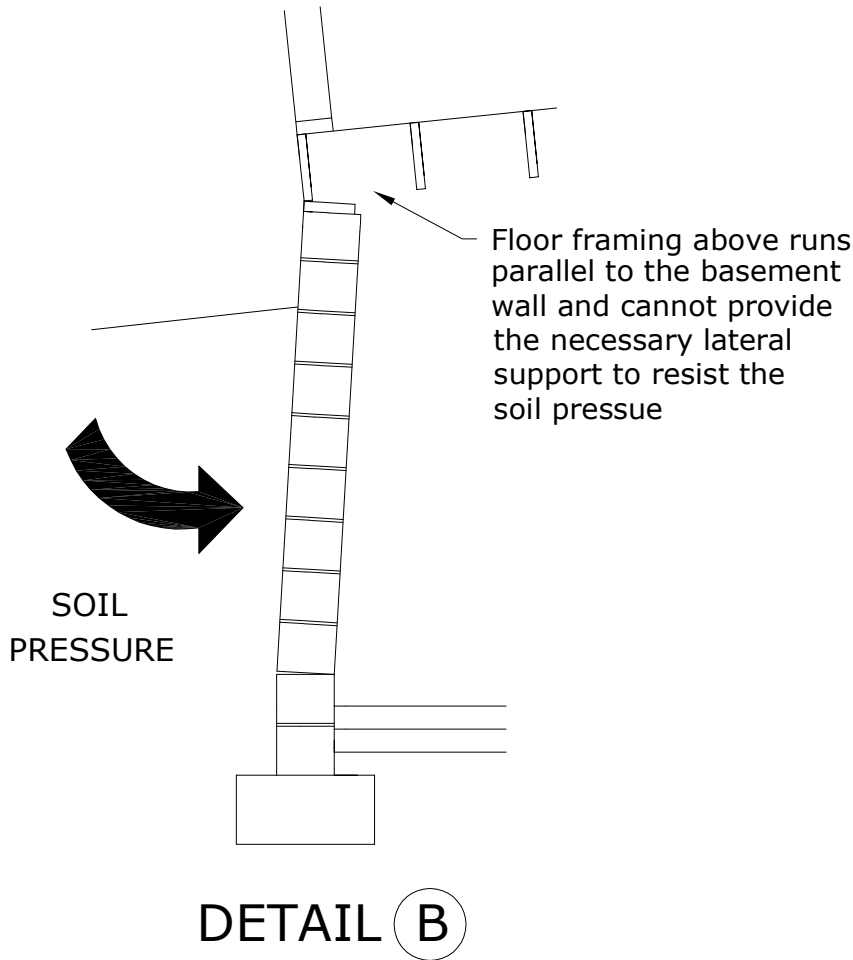 Floor framing above runs
parallel to the basement
wall and cannot provide
the necessary lateral
support to resist the
soil pressue
SOIL
PRESSURE
DETAIL B